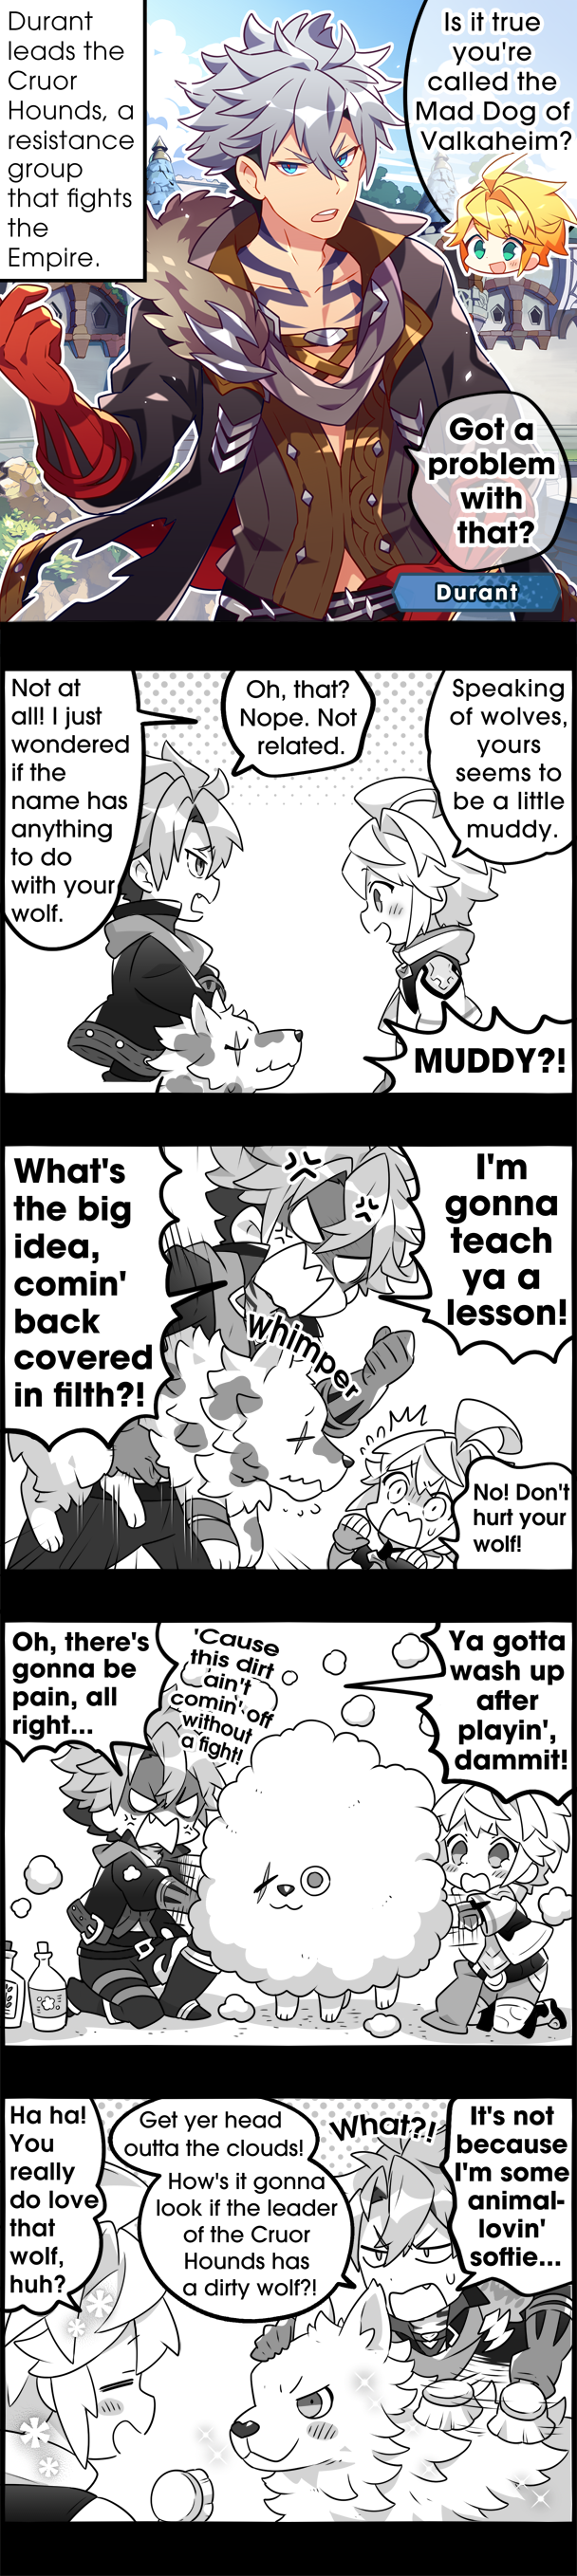 Durant
leads the
Cruor
Hounds, a
resistance
group
that fights
the
Empire.
Is it true
you're
called the
Mad Dog of
Valkaheim?
Got a
problem
with
that?
Durant
Not at
all! I just
wondered
if the
name has
anything
to do
with your
wolf.
Oh, that?
Nope. Not
related.
Speaking
of wolves,
yours
seems to
be a little
muddy.
MUDDY?!
What's
the big
idea,
comin'
back
covered
in filth?!
I'm
gonna
teach
ya a
lesson!
whimper
No! Don't
hurt your
wolf!
Oh, there's
gonna be
pain, all
right...
'Cause
this dirt
ain't
comin' off
without
a fight!
Ya gotta
wash up
after
playin',
dammit!
Ha ha!
You
really
do love
that
wolf,
huh?
Get yer head
outta the clouds!
How's it gonna
look if the leader
of the Cruor
Hounds has
a dirty wolf?!
What?!
It's not
because
I'm some
animal-
lovin'
softie...